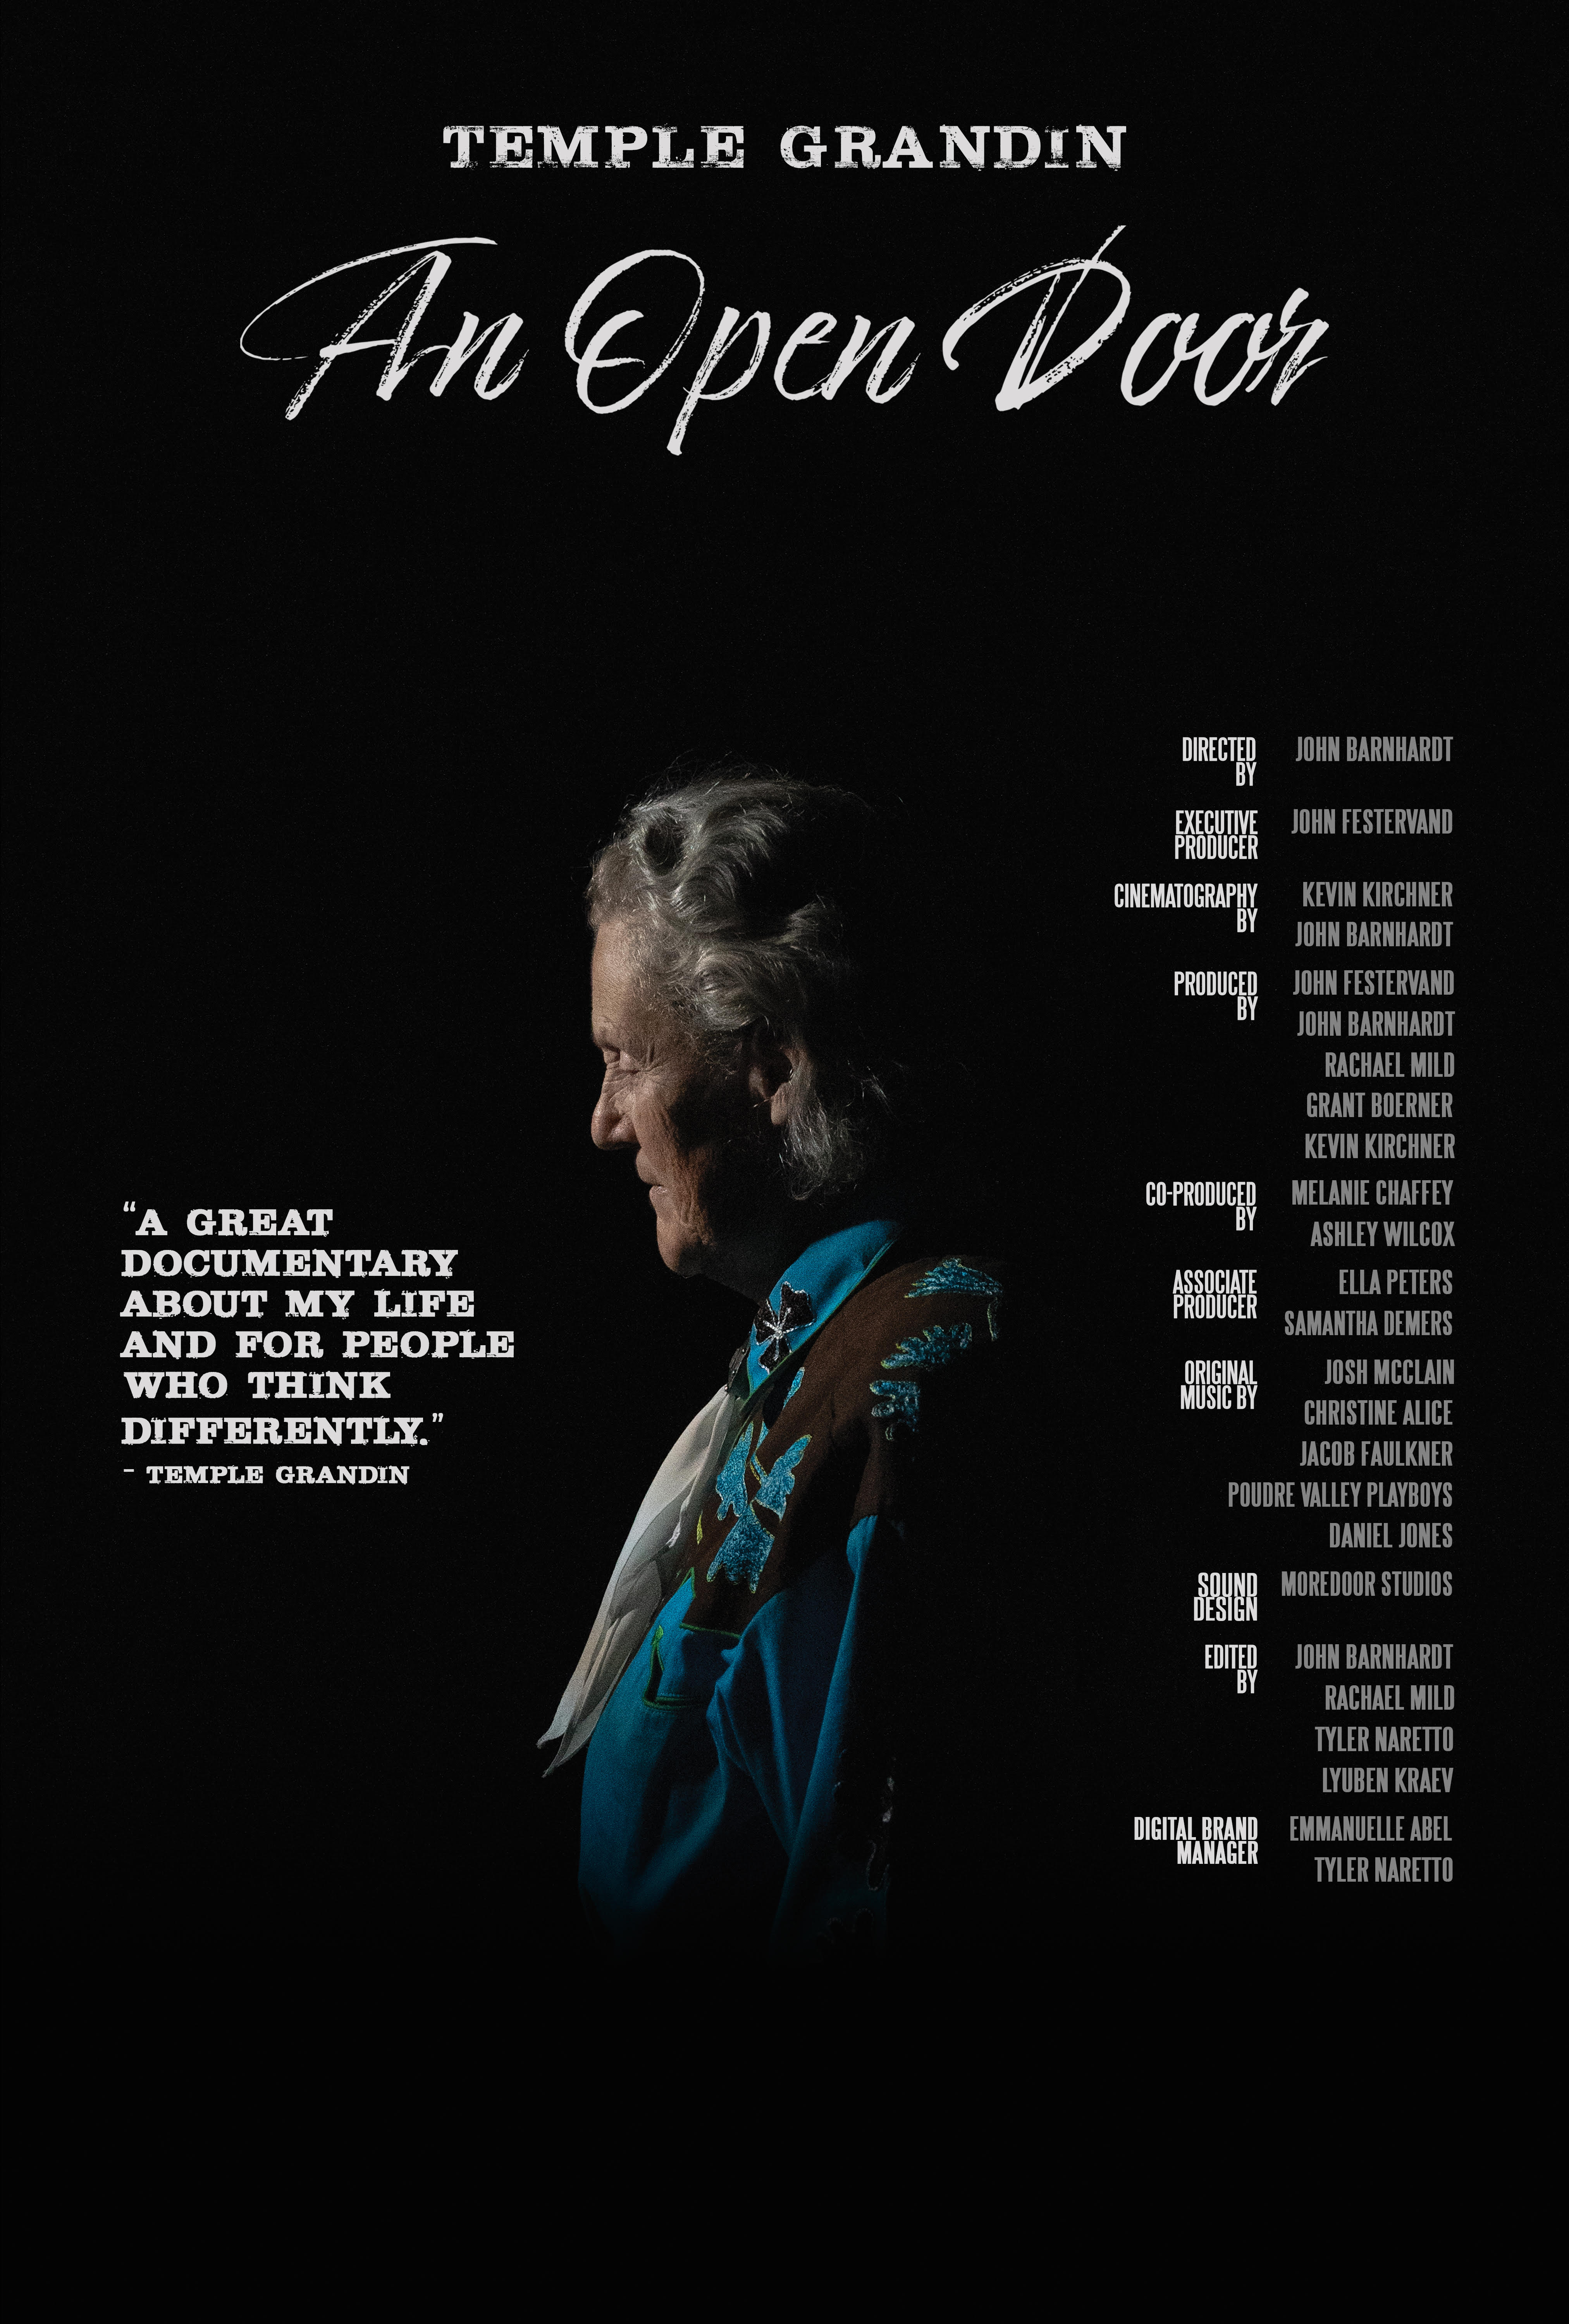 TEMPLE GRANDIN
An Open Door
“A GREAT
DOCUMENTARY
ABOUT MY LIFE
AND FOR PEOPLE
WHO THINK
DIFFERENTLY.”
- TEMPLE GRANDIN
DIRECTED JOHN BARNHARDT
BY
EXECUTIVE JOHN FESTERVAND
PRODUCER
CINEMATOGRAPHY KEVIN KIRCHNER
BY JOHN BARNHARDT
PRODUCED JOHN FESTERVAND
BY JOHN BARNHARDT
RACHAEL MILD
GRANT BOERNER
KEVIN KIRCHNER
CO-PRODUCED MELANIE CHAFFEY
BY ASHLEY WILCOX
ASSOCIATE ELLA PETERS
PRODUCER SAMANTHA DEMERS
ORIGINAL JOSH MCCLAIN
MUSIC BY CHRISTINE ALICE
JACOB FAULKNER
POUDRE VALLEY PLAYBOYS
DANIEL JONES
SOUND MOREDOOR STUDIOS
DESIGN
EDITED JOHN BARNHARDT
BY RACHAEL MILD
TYLER NARETTO
LYUBEN KRAEV
DIGITAL BRAND EMMANUELLE ABEL
MANAGER TYLER NARETTO